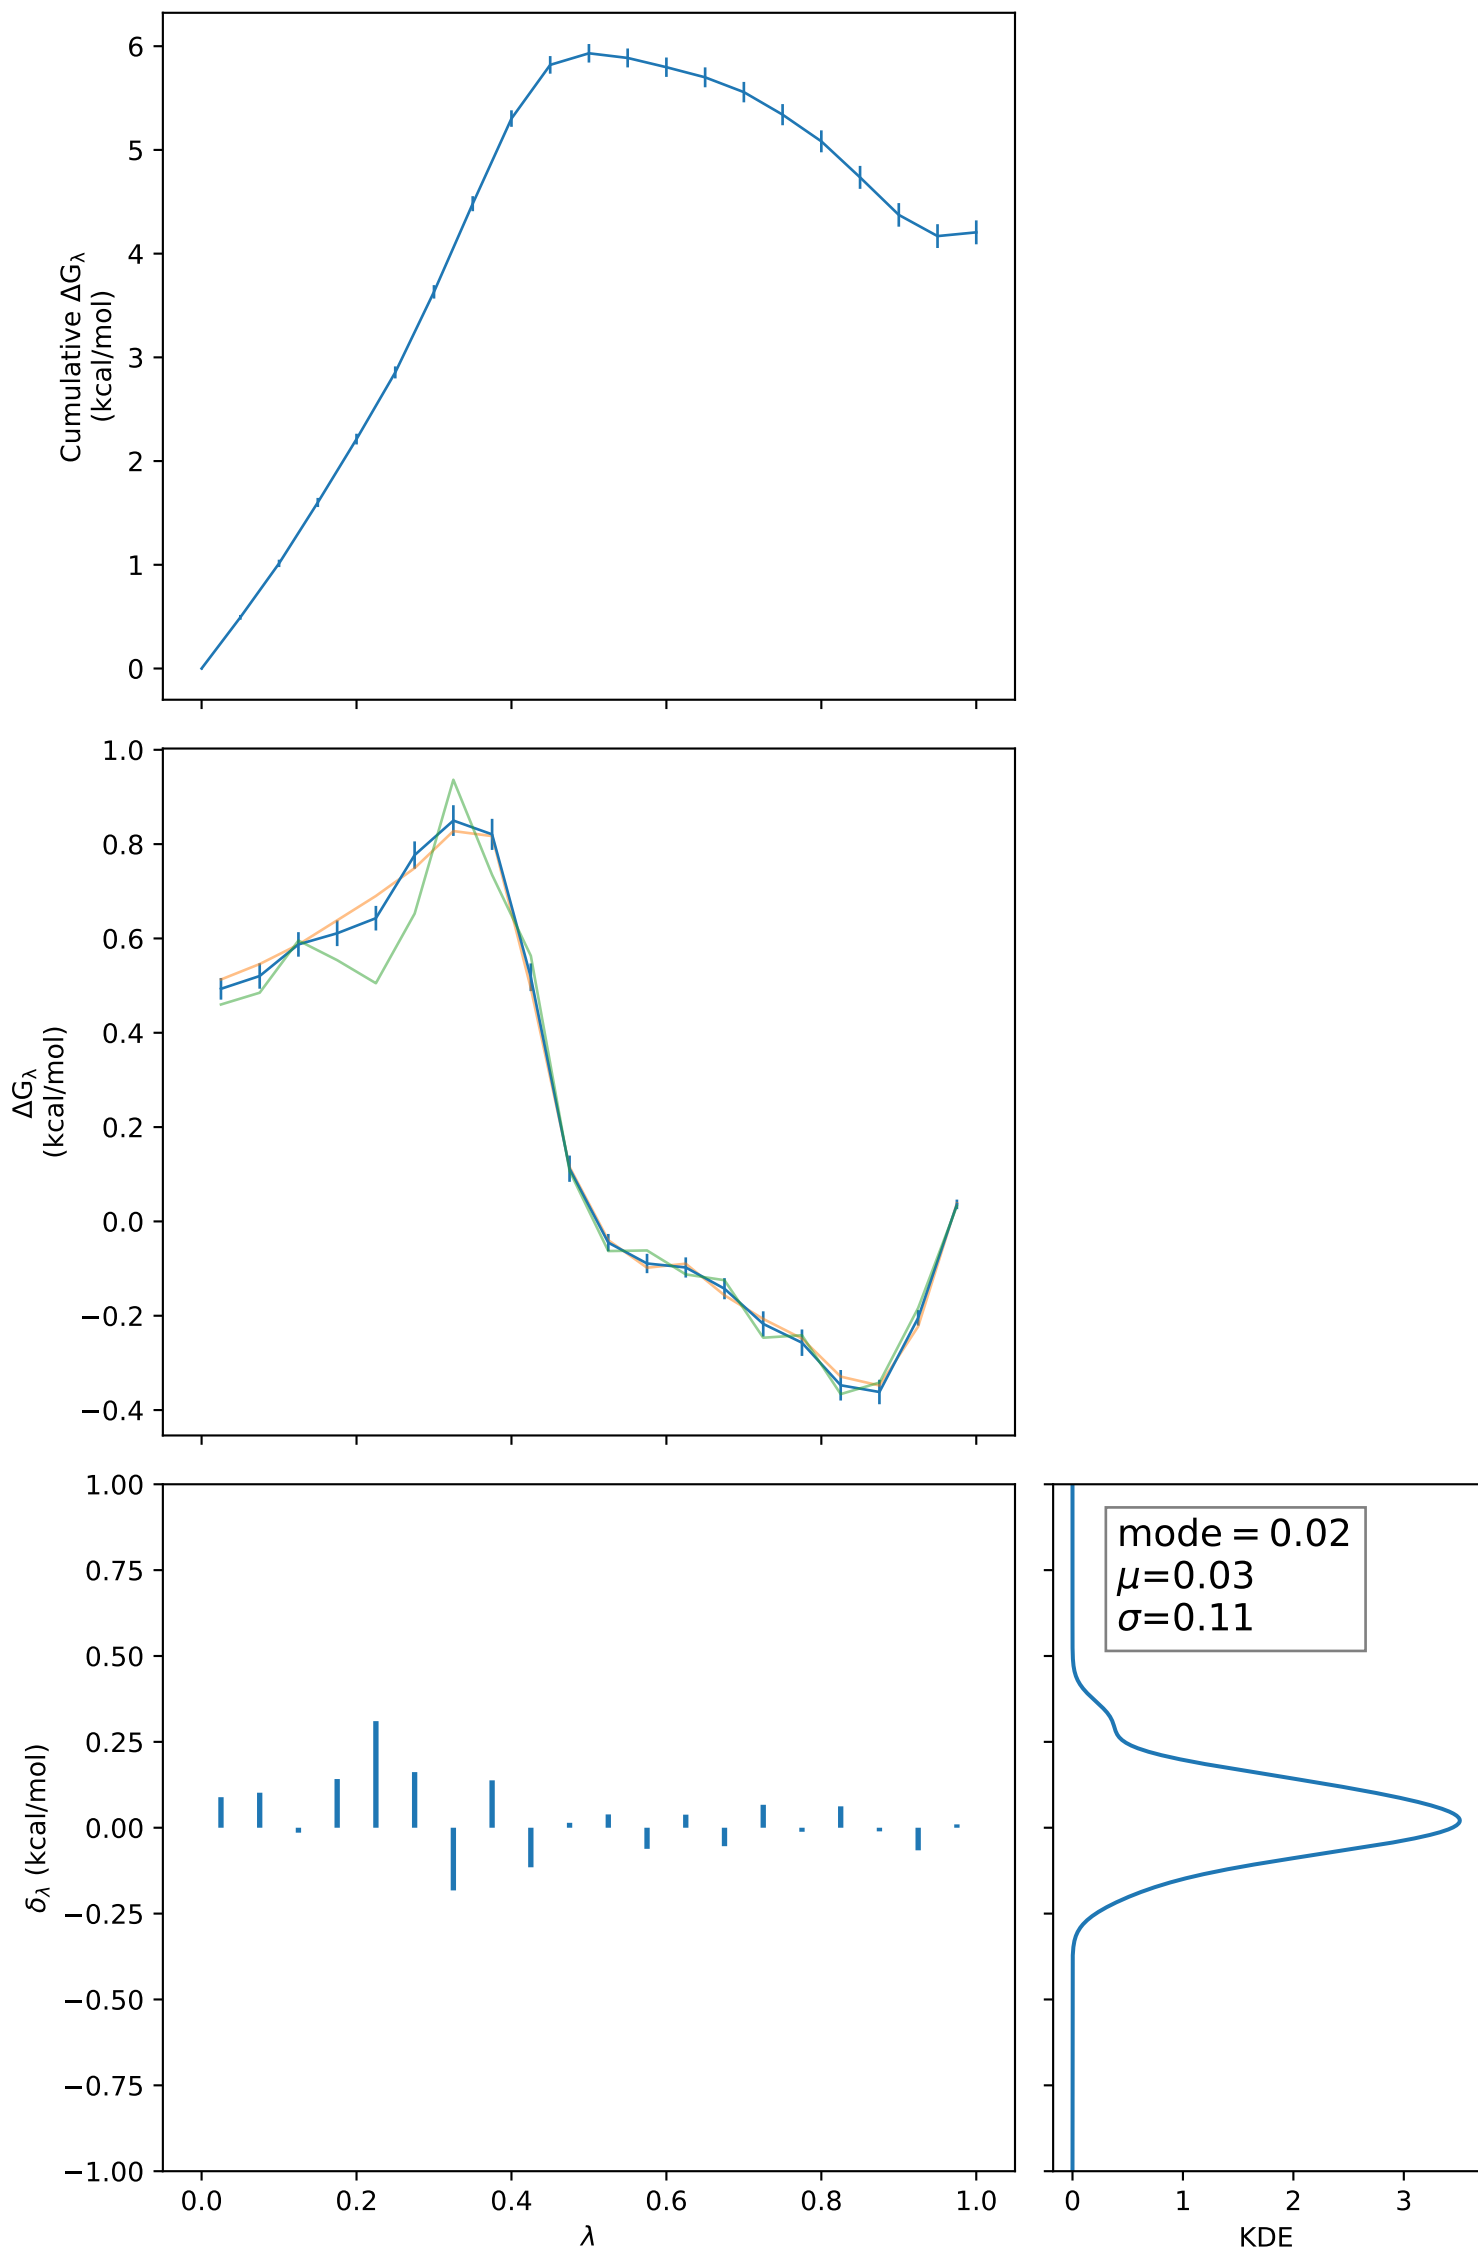 6
5
4
3
2
1
0
Cumulative ΔGλ
(kcal/mol)
1.0
0.8
0.6
0.4
0.2
0.0
−0.2
−0.4
ΔGλ
(kcal/mol)
1.00
0.75
0.50
0.25
0.00
−0.25
−0.50
−0.75
−1.00
δλ (kcal/mol)
0.0 0.2 0.4 0.6 0.8 1.0
λ
mode = 0.02
μ=0.03
σ=0.11
0 1 2 3
KDE